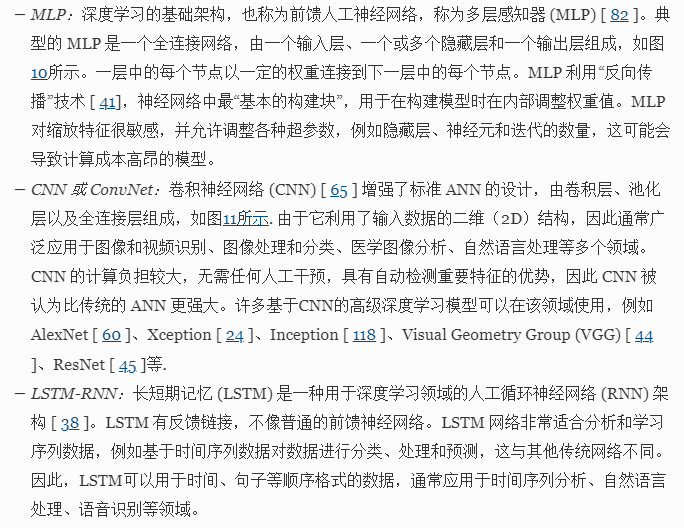 – MLP：深度学习的基础架构，也称为前馈人工神经网络，称为多层感知器 (MLP) [ 82 ]。典
型的 MLP 是一个全连接网络，由一个输入层、一个或多个隐藏层和一个输出层组成，如图
10所示。一层中的每个节点以一定的权重连接到下一层中的每个节点。MLP 利用“反向传
播”技术 [ 41]，神经网络中最“基本的构建块”，用于在构建模型时在内部调整权重值。MLP
对缩放特征很敏感，并允许调整各种超参数，例如隐藏层、神经元和迭代的数量，这可能会
导致计算成本高昂的模型。
– CNN 或 ConvNet：卷积神经网络 (CNN) [ 65 ] 增强了标准 ANN 的设计，由卷积层、池化
层以及全连接层组成，如图11所示. 由于它利用了输入数据的二维（2D）结构，因此通常广
泛应用于图像和视频识别、图像处理和分类、医学图像分析、自然语言处理等多个领域。
CNN 的计算负担较大，无需任何人工干预，具有自动检测重要特征的优势，因此 CNN 被
认为比传统的 ANN 更强大。许多基于CNN的高级深度学习模型可以在该领域使用，例如
AlexNet [ 60 ]、Xception [ 24 ]、Inception [ 118 ]、Visual Geometry Group (VGG) [ 44
]、ResNet [ 45 ]等.
– LSTM-RNN：长短期记忆 (LSTM) 是一种用于深度学习领域的人工循环神经网络 (RNN) 架
构 [ 38 ]。LSTM 有反馈链接，不像普通的前馈神经网络。LSTM 网络非常适合分析和学习
序列数据，例如基于时间序列数据对数据进行分类、处理和预测，这与其他传统网络不同。
因此，LSTM可以用于时间、句子等顺序格式的数据，通常应用于时间序列分析、自然语言
处理、语音识别等领域。